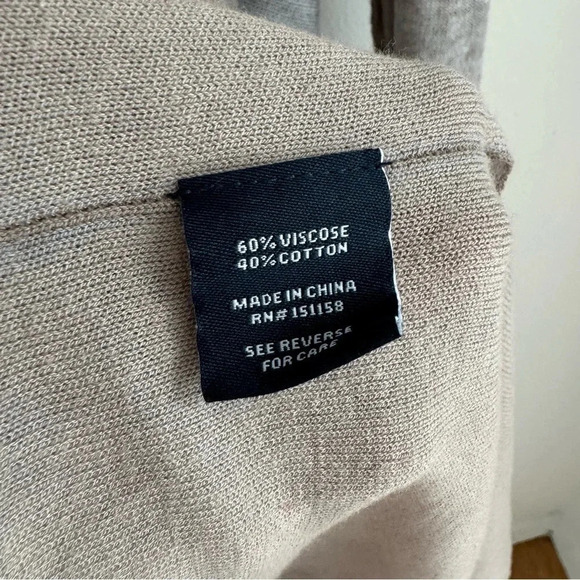 60% VISCOSE
40% COTTON
MADE IN CHINA
RN# 151158
SEE REVERSE
FOR CARE